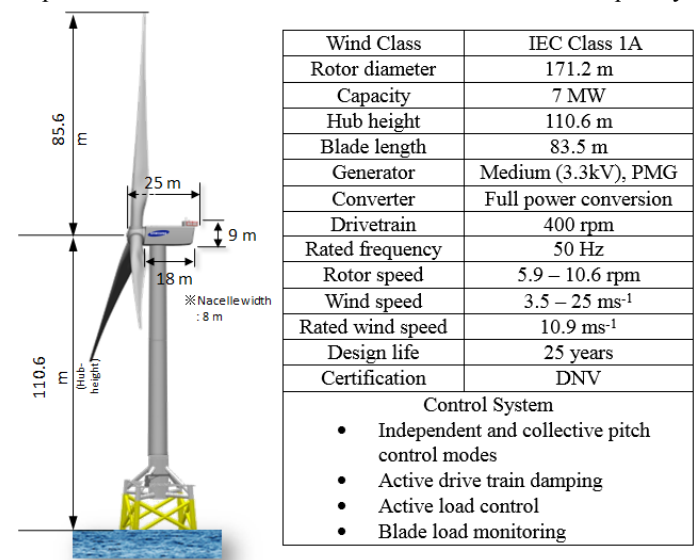 85.6
m
25 m
9 m
18 m
※Nacelle width
: 8 m
110.6
m
(Hub-
height)
Wind Class IEC Class 1A
Rotor diameter 171.2 m
Capacity 7 MW
Hub height 110.6 m
Blade length 83.5 m
Generator Medium (3.3kV), PMG
Converter Full power conversion
Drivetrain 400 rpm
Rated frequency 50 Hz
Rotor speed 5.9 – 10.6 rpm
Wind speed 3.5 – 25 ms-1
Rated wind speed 10.9 ms-1
Design life 25 years
Certification DNV
Control System
• Independent and collective pitch
control modes
• Active drive train damping
• Active load control
• Blade load monitoring